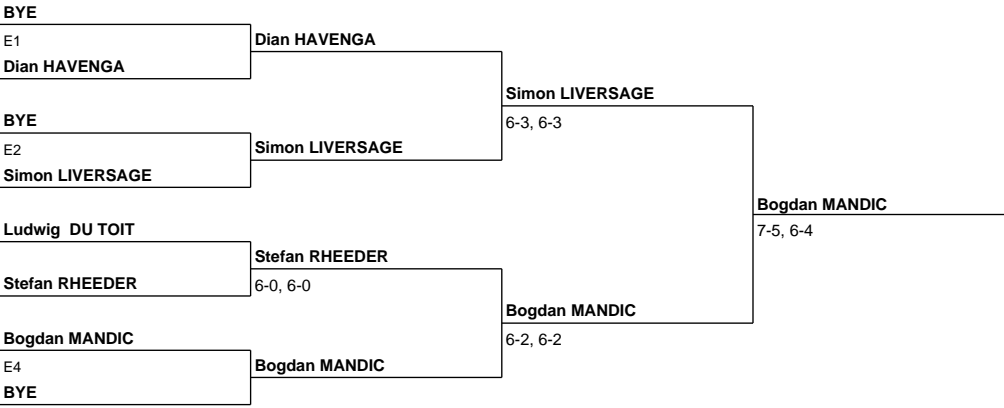 BYE
E1
Dian HAVENGA
Dian HAVENGA
BYE
E2
Simon LIVERSAGE
Simon LIVERSAGE
Simon LIVERSAGE
6-3, 6-3
Ludwig  DU TOIT
Stefan RHEEDER
Stefan RHEEDER
6-0, 6-0
Bogdan MANDIC
E4
BYE
Bogdan MANDIC
Bogdan MANDIC
6-2, 6-2
Bogdan MANDIC
7-5, 6-4